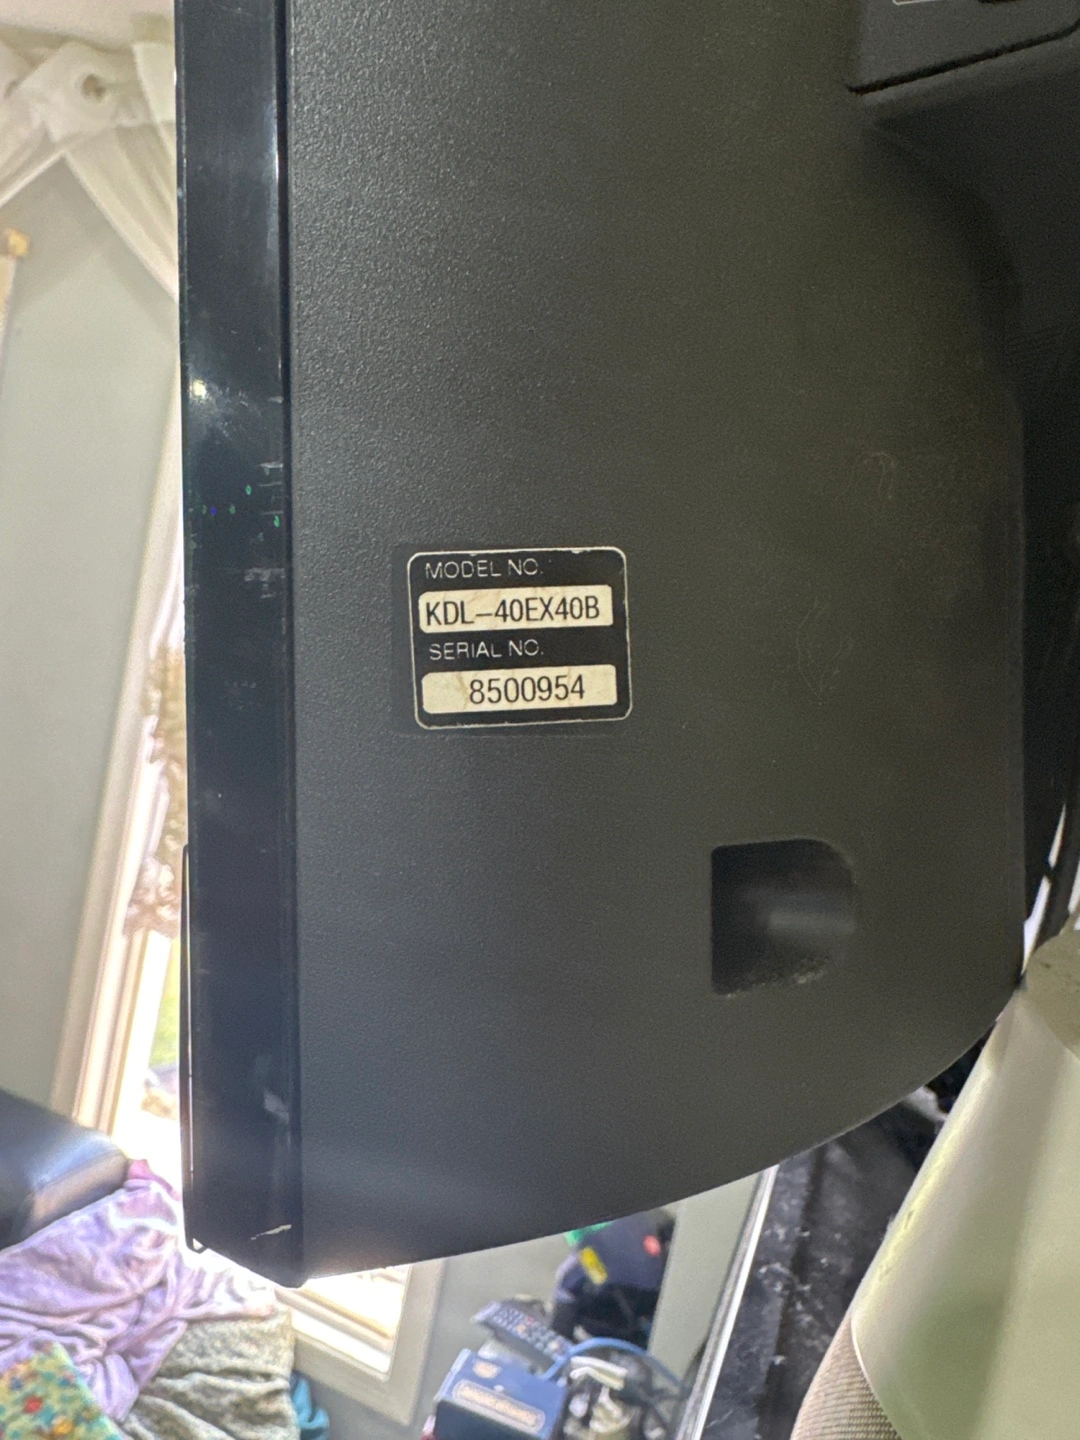 MODEL NO.
KDL-40EX40B
SERIAL NO.
8500954